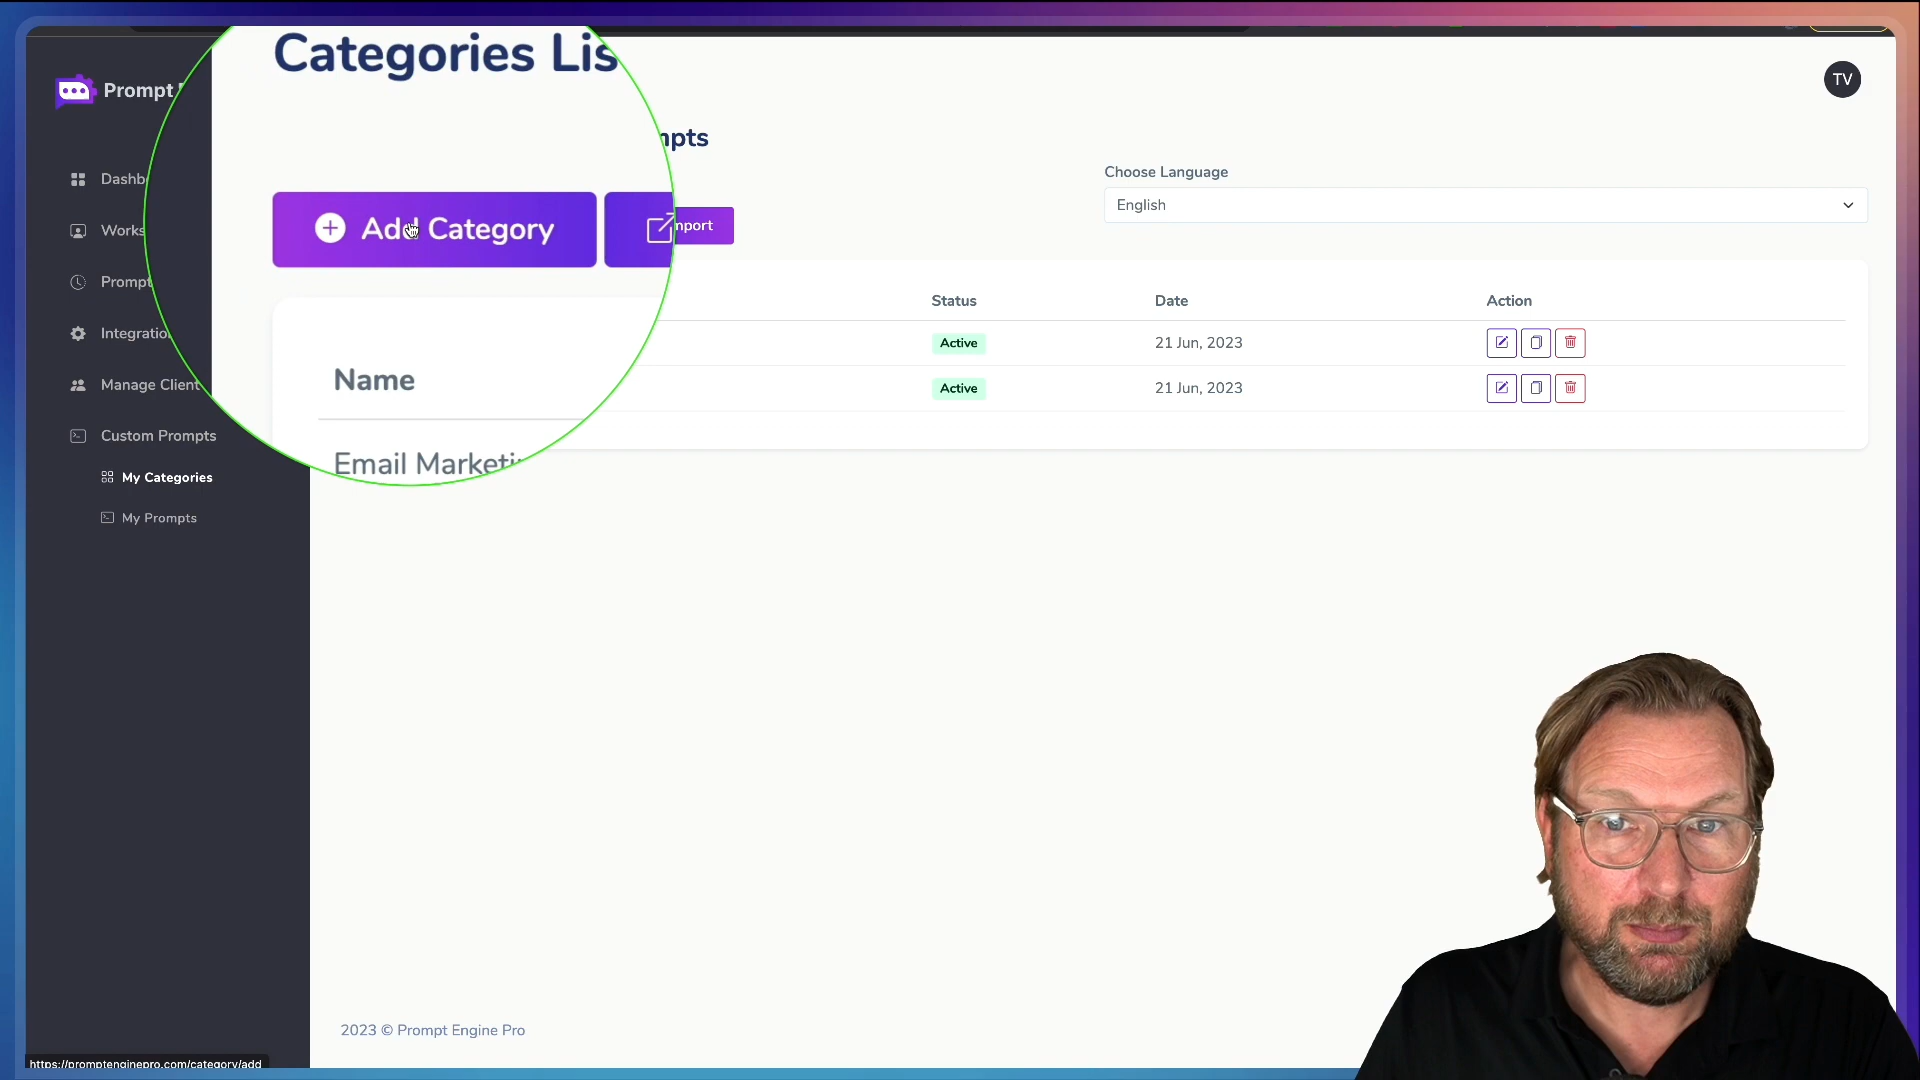 Categories Lis
TV
Prompt
mpts
Choose Language
English
Dashb
Works
Add Category
mport
Prompt
Integratio
Manage Client
Custom Prompts
My Categories
My Prompts
Name
Status
Date
Action
Email Marketi
Active
21 Jun, 2023
Active
21 Jun, 2023
2023 © Prompt Engine Pro
https://promptenginepro.com/category/add